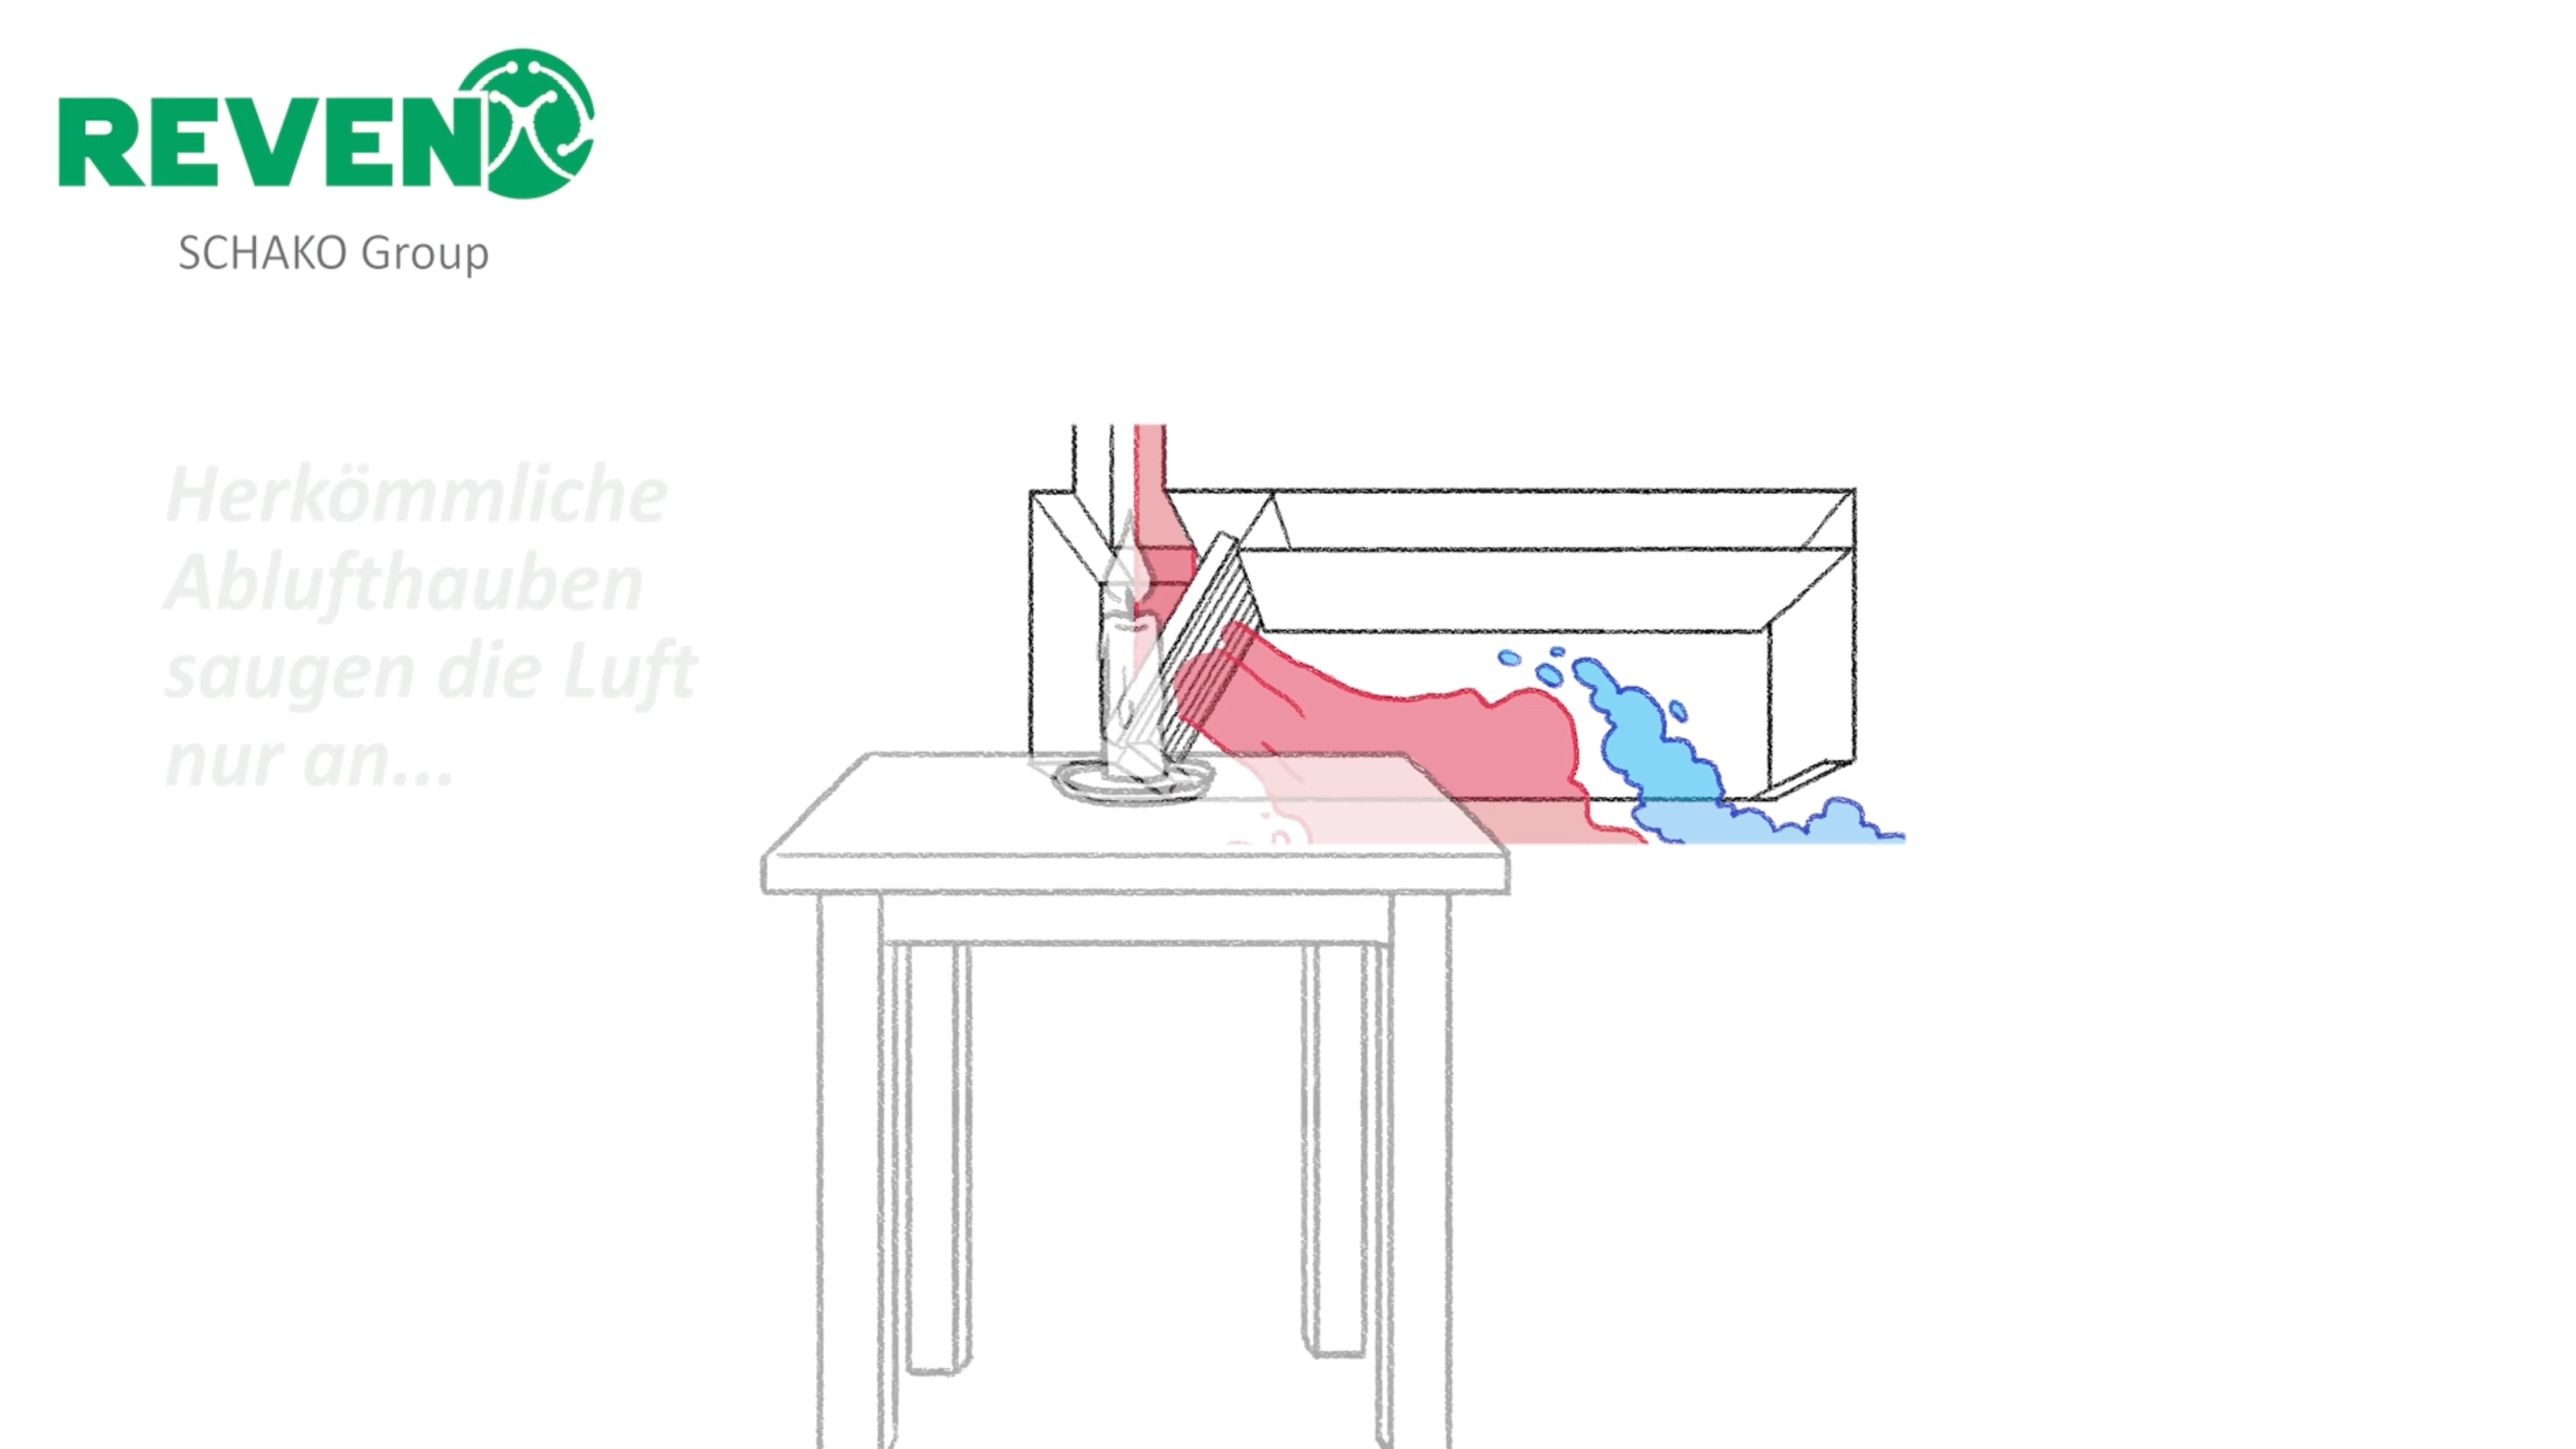 REVEN
SCHAKO Group
Herkömmliche
Ablufthauben
saugen die Luft
nur an...